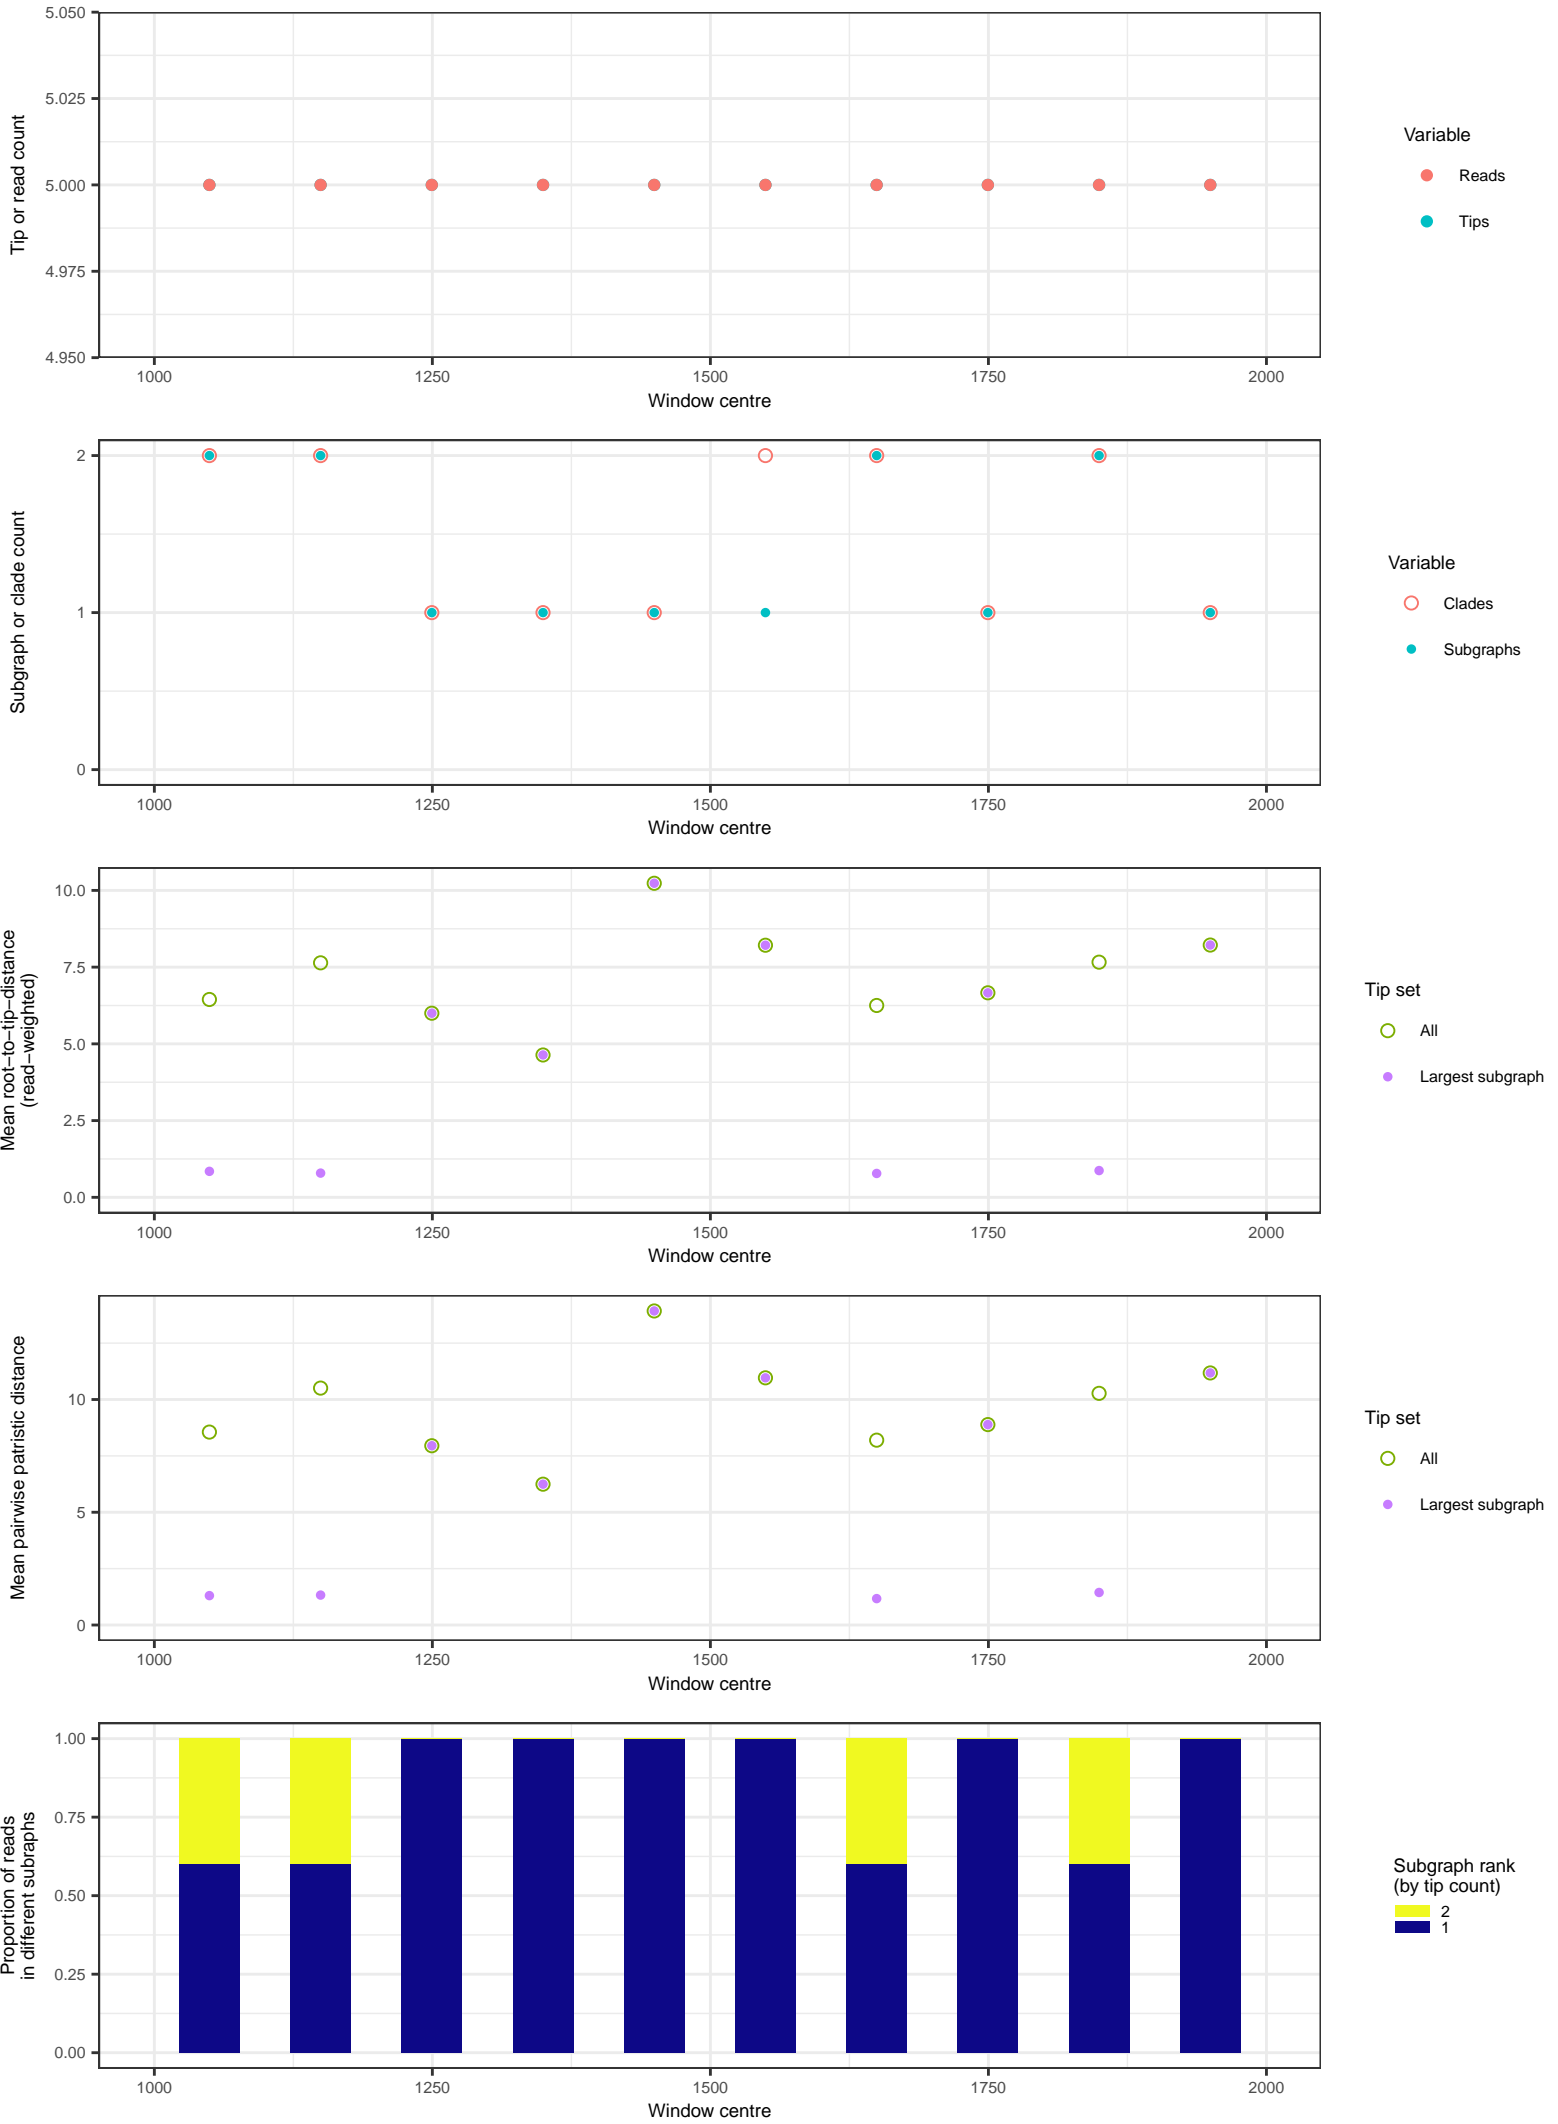 5.050
5.025
5.000
4.975
4.950
Tip or read count
1000 1250 1500 1750 2000
Window centre
Variable
Reads
Tips
2
1
0
Subgraph or clade count
1000 1250 1500 1750 2000
Window centre
Variable
Clades
Subgraphs
10.0
7.5
5.0
2.5
0.0
Mean root−to−tip−distance
(read−weighted)
1000 1250 1500 1750 2000
Window centre
Tip set
All
Largest subgraph
10
5
0
Mean pairwise patristic distance
1000 1250 1500 1750 2000
Window centre
Tip set
All
Largest subgraph
1.00
0.75
0.50
0.25
0.00
Proportion of reads
in different subraphs
1000 1250 1500 1750 2000
Window centre
Subgraph rank
(by tip count)
2
1